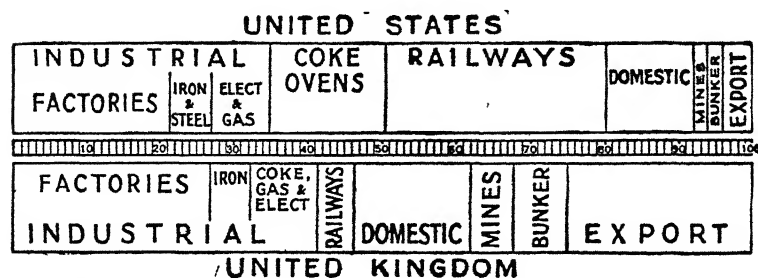 UNITED STATES
INDUSTRIAL COKE OVENS RAILWAYS DOMESTIC MINES BUNKER EXPORT
FACTORIES IRON & STEEL ELECT & GAS
10 20 30 40 50 60 70 80 90 100
FACTORIES IRON COKE, GAS & ELECT RAILWAYS DOMESTIC MINES BUNKER EXPORT
INDUSTRIAL
UNITED KINGDOM